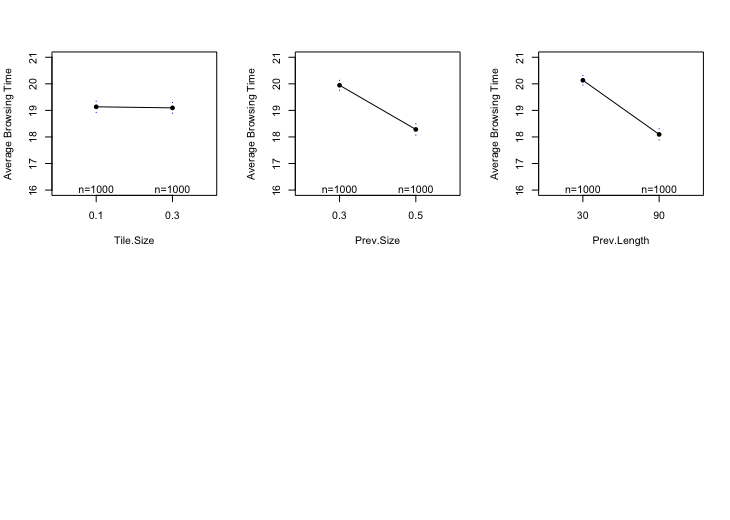 Average Browsing Time
21
20
19
18
17
16
n=1000 n=1000
0.1 0.3
Tile.Size
Average Browsing Time
21
20
19
18
17
16
n=1000 n=1000
0.3 0.5
Prev.Size
Average Browsing Time
21
20
19
18
17
16
n=1000 n=1000
30 90
Prev.Length